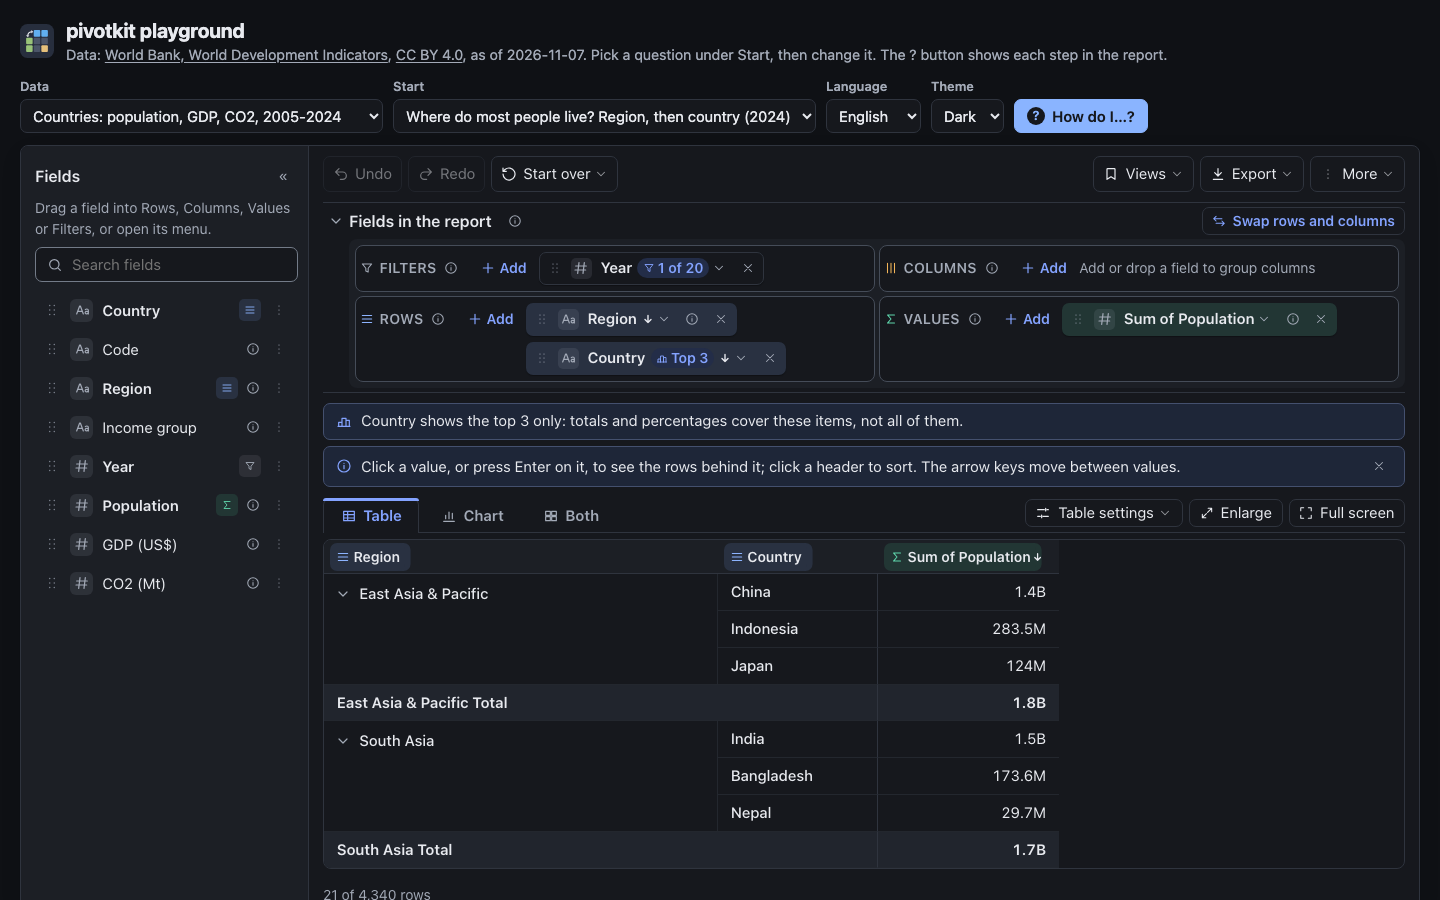 pivotkit playground
Data: World Bank, World Development Indicators, CC BY 4.0, as of 2026-11-07. Pick a question under Start, then change it. The ? button shows each step in the report.
Data
Start
Language
Theme
Countries: population, GDP, CO2, 2005-2024
Where do most people live? Region, then country (2024)
English
Dark
? How do I...?
Fields
«
Drag a field into Rows, Columns, Values
or Filters, or open its menu.
Search fields
Aa Country
Aa Code
Aa Region
Aa Income group
# Year
# Population Σ
# GDP (US$)
# CO2 (Mt)
Undo
Redo
Start over
Views
Export
More
Fields in the report
Swap rows and columns
FILTERS
+ Add
# Year 1 of 20
COLUMNS
+ Add
Add or drop a field to group columns
ROWS
+ Add
Aa Region ↓
Aa Country Top 3 ↓
Σ VALUES
+ Add
# Sum of Population
Country shows the top 3 only: totals and percentages cover these items, not all of them.
Click a value, or press Enter on it, to see the rows behind it; click a header to sort. The arrow keys move between values.
Table
Chart
Both
Table settings
Enlarge
Full screen
Region
Country
Σ Sum of Population ↓
East Asia & Pacific
China 1.4B
Indonesia 283.5M
Japan 124M
East Asia & Pacific Total 1.8B
South Asia
India 1.5B
Bangladesh 173.6M
Nepal 29.7M
South Asia Total 1.7B
21 of 4,340 rows